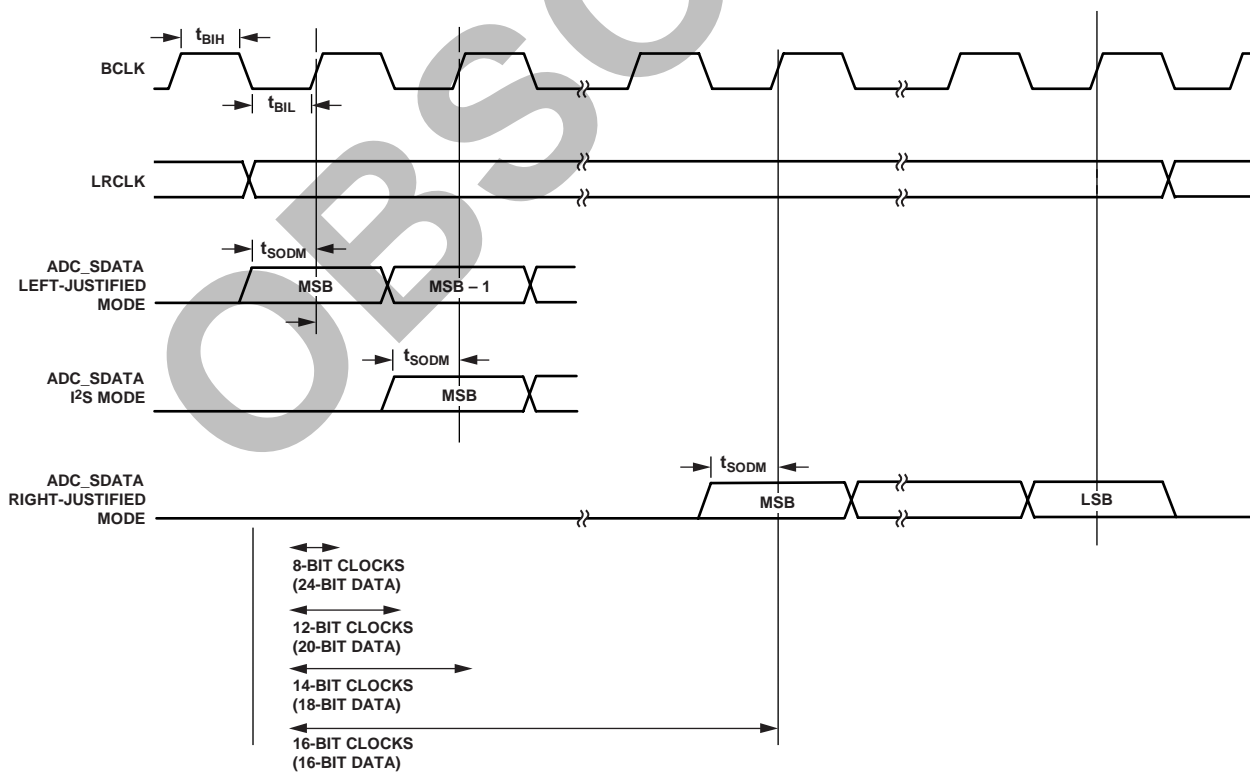 OBSO
BCLK
tBIH
tBIL
LRCLK
ADC_SDATA
LEFT-JUSTIFIED
MODE
tSODM
MSB
MSB – 1
ADC_SDATA
I2S MODE
tSODM
MSB
ADC_SDATA
RIGHT-JUSTIFIED
MODE
tSODM
MSB
LSB
8-BIT CLOCKS
(24-BIT DATA)
12-BIT CLOCKS
(20-BIT DATA)
14-BIT CLOCKS
(18-BIT DATA)
16-BIT CLOCKS
(16-BIT DATA)